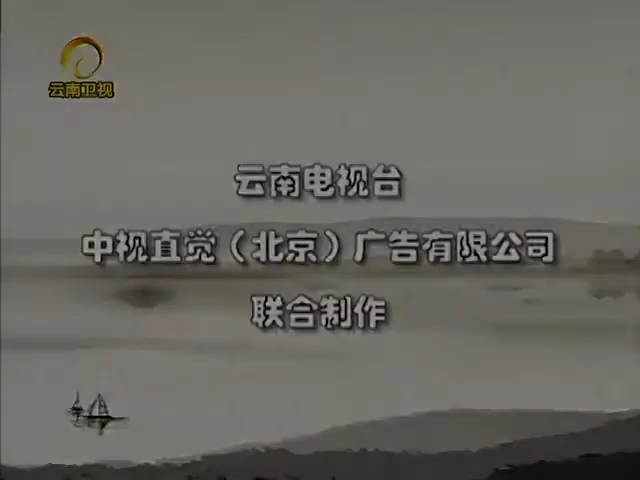 云南卫视
云南电视台
中视直觉（北京）广告有限公司
联合制作